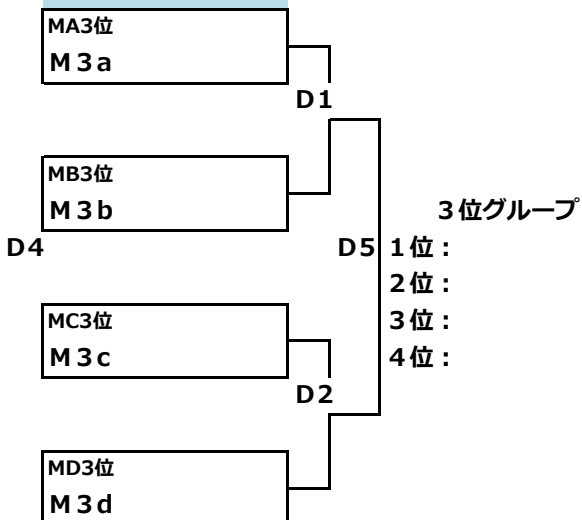 MA3位
M3a
D1
MB3位
M3b
3位グループ
D4
D5 1位：
2位：
MC3位
3位：
M3c
4位：
D2
MD3位
M3d